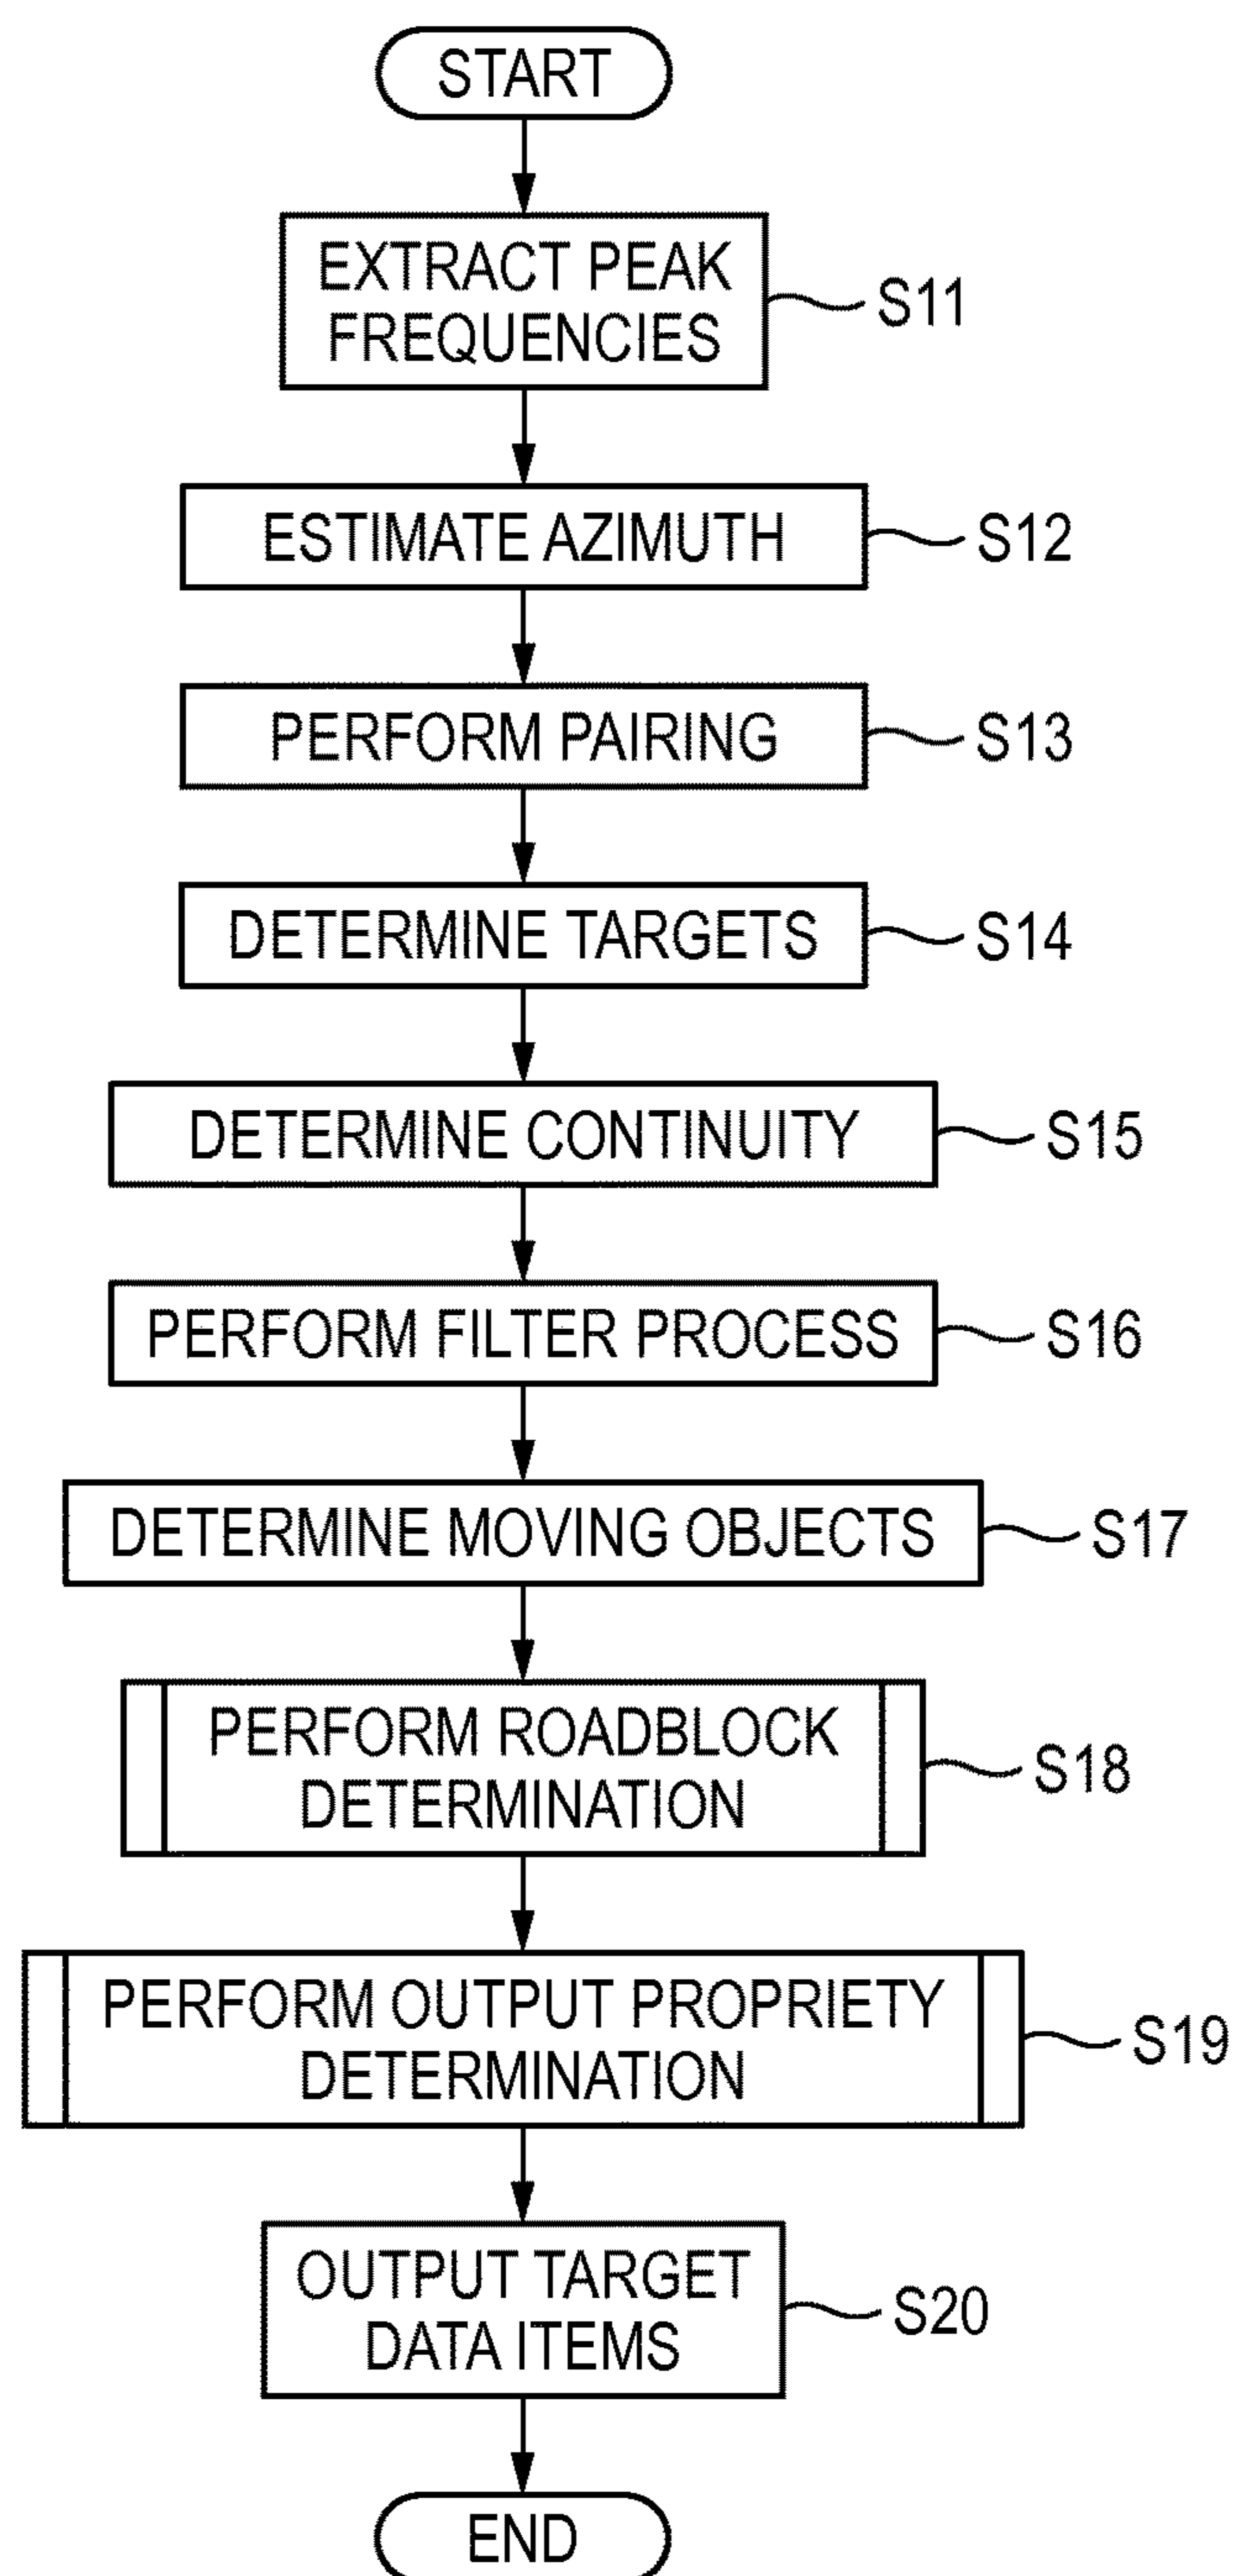 START
EXTRACT PEAK
FREQUENCIES
S11
ESTIMATE AZIMUTH
S12
PERFORM PAIRING
S13
DETERMINE TARGETS
S14
DETERMINE CONTINUITY
S15
PERFORM FILTER PROCESS
S16
DETERMINE MOVING OBJECTS
S17
PERFORM ROADBLOCK
DETERMINATION
S18
PERFORM OUTPUT PROPRIETY
DETERMINATION
S19
OUTPUT TARGET
DATA ITEMS
S20
END